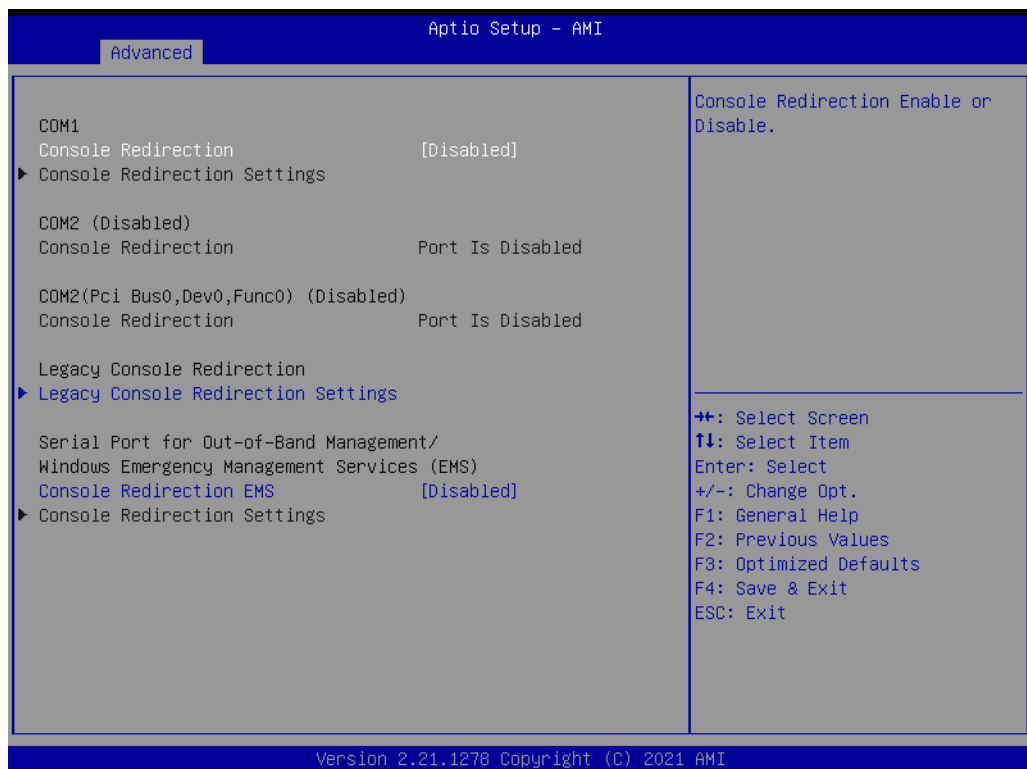 Aptio Setup – AMI
Advanced
COM1
Console Redirection [Disabled]
Console Redirection Settings
COM2 (Disabled)
Console Redirection Port Is Disabled
COM2(Pci Bus0,Dev0,Func0) (Disabled)
Console Redirection Port Is Disabled
Legacy Console Redirection
Legacy Console Redirection Settings
Serial Port for Out-of-Band Management/
Windows Emergency Management Services (EMS)
Console Redirection EMS [Disabled]
Console Redirection Settings
Console Redirection Enable or
Disable.
→←: Select Screen
↑↓: Select Item
Enter: Select
+/-: Change Opt.
F1: General Help
F2: Previous Values
F3: Optimized Defaults
F4: Save & Exit
ESC: Exit
Version 2.21.1278 Copyright (C) 2021 AMI